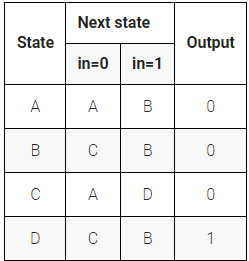 State Next state Output
in=0 in=1
A A B 0
B C B 0
C A D 0
D C B 1